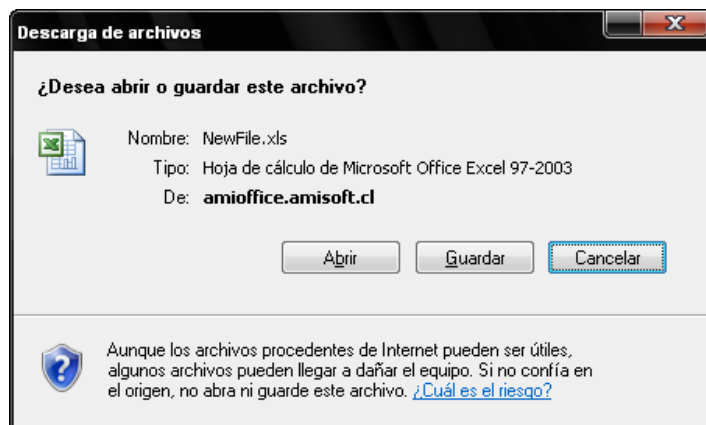 Descarga de archivos
¿Desea abrir o guardar este archivo?
Nombre: NewFile.xls
Tipo: Hoja de cálculo de Microsoft Office Excel 97-2003
De: amioffice.amisoft.cl
Abrir Guardar Cancelar
Aunque los archivos procedentes de Internet pueden ser útiles,
algunos archivos pueden llegar a dañar el equipo. Si no confía en
el origen, no abra ni guarde este archivo. ¿Cuál es el riesgo?